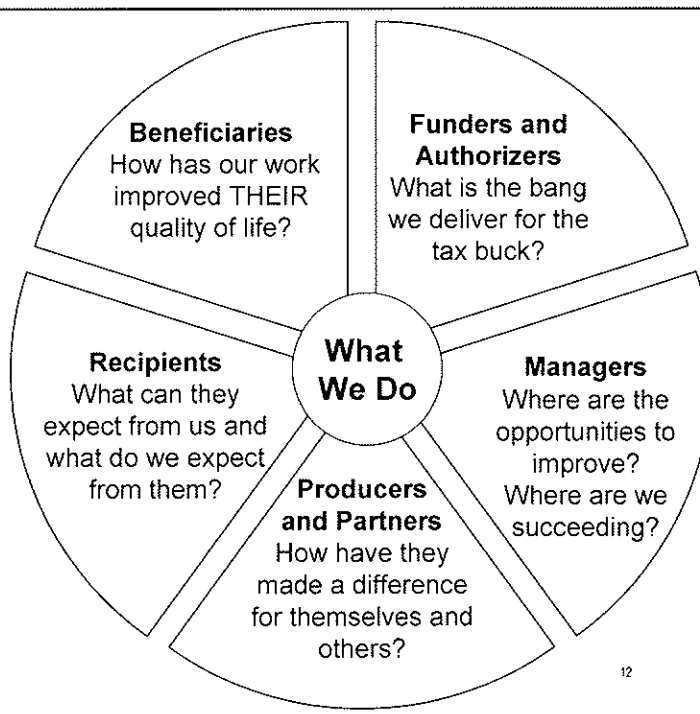 Beneficiaries
How has our work
improved THEIR
quality of life?
Funders and
Authorizers
What is the bang
we deliver for the
tax buck?
What
We Do
Recipients
What can they
expect from us and
what do we expect
from them?
Managers
Where are the
opportunities to
improve?
Where are we
succeeding?
Producers
and Partners
How have they
made a difference
for themselves and
others?
12